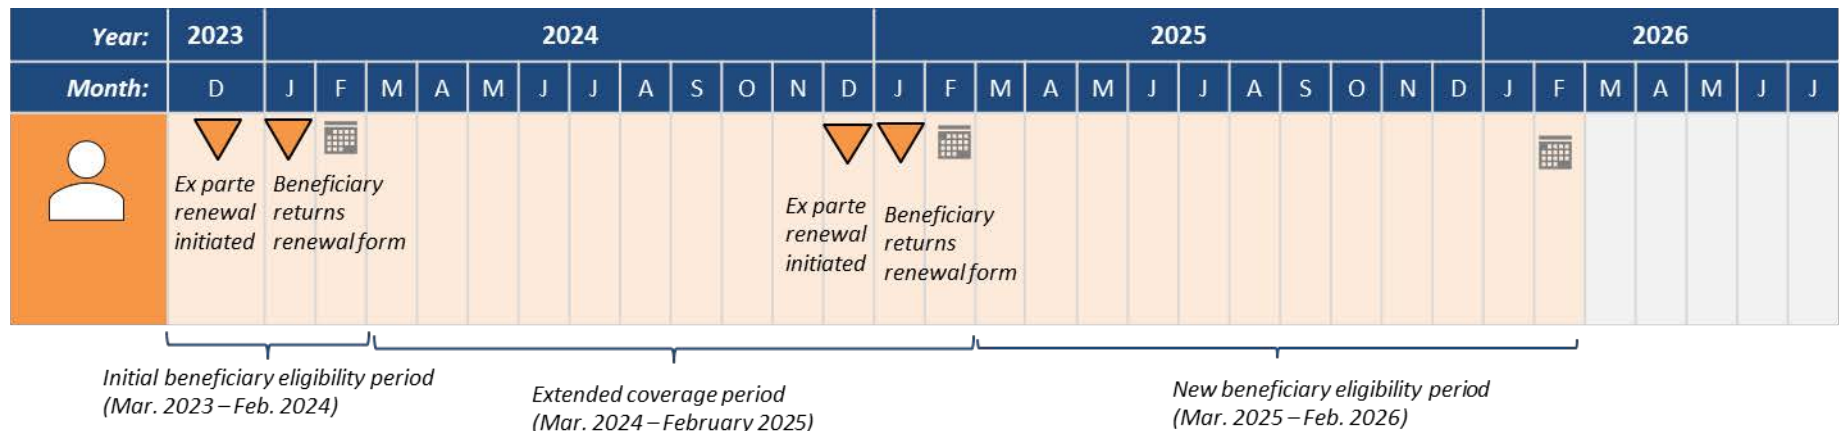 Year: 2023 2024 2025 2026
Month: D J F M A M J J A S O N D J F M A M J J A S O N D J F M A M J J
Ex parte
renewal
initiated
Beneficiary
returns
renewal form
Ex parte
renewal
initiated
Beneficiary
returns
renewal form
Initial beneficiary eligibility period
(Mar. 2023 – Feb. 2024)
Extended coverage period
(Mar. 2024 – February 2025)
New beneficiary eligibility period
(Mar. 2025 – Feb. 2026)